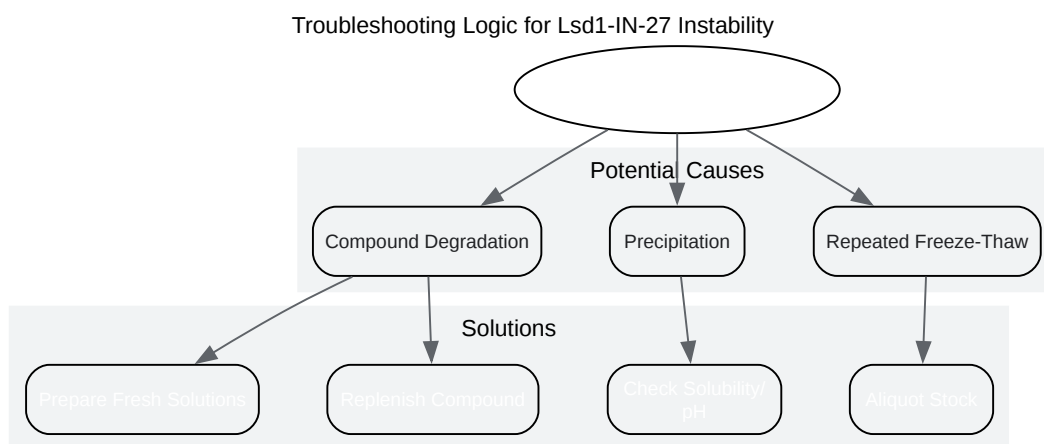 Troubleshooting Logic for Lsd1-IN-27 Instability
Potential Causes
Compound Degradation
Precipitation
Repeated Freeze-Thaw
Solutions
Prepare Fresh Solutions
Replenish Compound
Check Solubility/
pH
Aliquot Stock